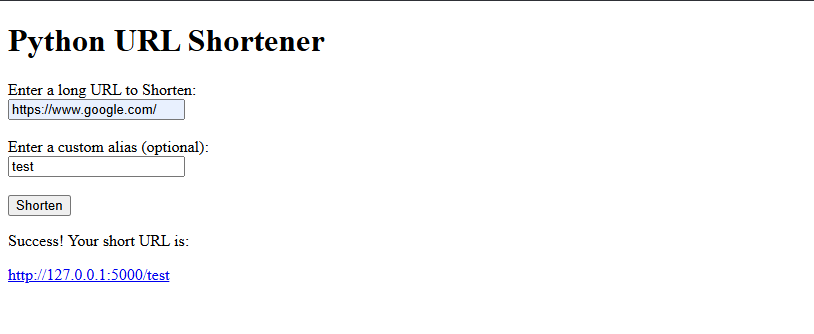 Python URL Shortener
Enter a long URL to Shorten:
https://www.google.com/
Enter a custom alias (optional):
test
Shorten
Success! Your short URL is:
http://127.0.0.1:5000/test